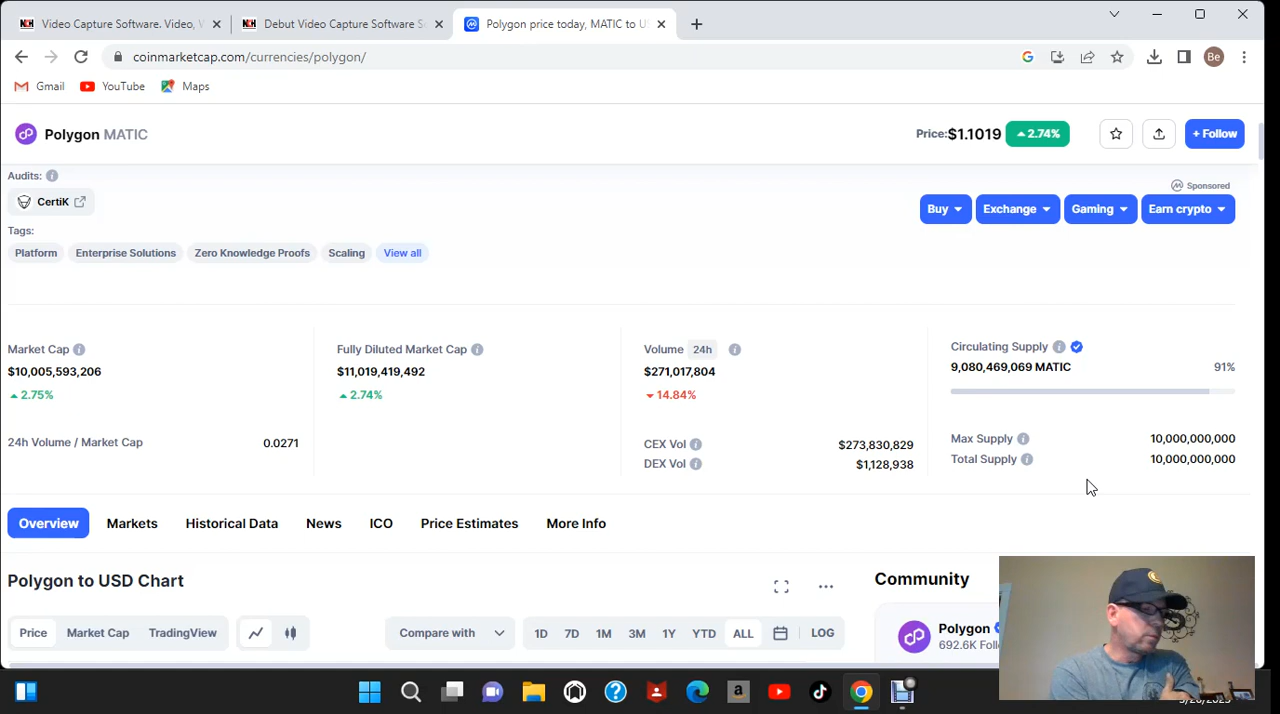 Video Capture Software. Video, W
Debut Video Capture Software S
Polygon price today, MATIC to U
coinmarketcap.com/currencies/polygon/
Be
Gmail
YouTube
Maps
Polygon MATIC
Price:$1.1019
2.74%
+ Follow
Audits:
CertiK
Sponsored
Buy
Exchange
Gaming
Earn crypto
Tags:
Platform
Enterprise Solutions
Zero Knowledge Proofs
Scaling
View all
Market Cap
$10,005,593,206
2.75%
24h Volume / Market Cap
0.0271
Fully Diluted Market Cap
$11,019,419,492
2.74%
Volume 24h
$271,017,804
14.84%
CEX Vol
$273,830,829
DEX Vol
$1,128,938
Circulating Supply
9,080,469,069 MATIC
91%
Max Supply
10,000,000,000
Total Supply
10,000,000,000
Overview
Markets
Historical Data
News
ICO
Price Estimates
More Info
Polygon to USD Chart
Community
Price
Market Cap
TradingView
Compare with
1D
7D
1M
3M
1Y
YTD
ALL
LOG
Polygon
692.6K